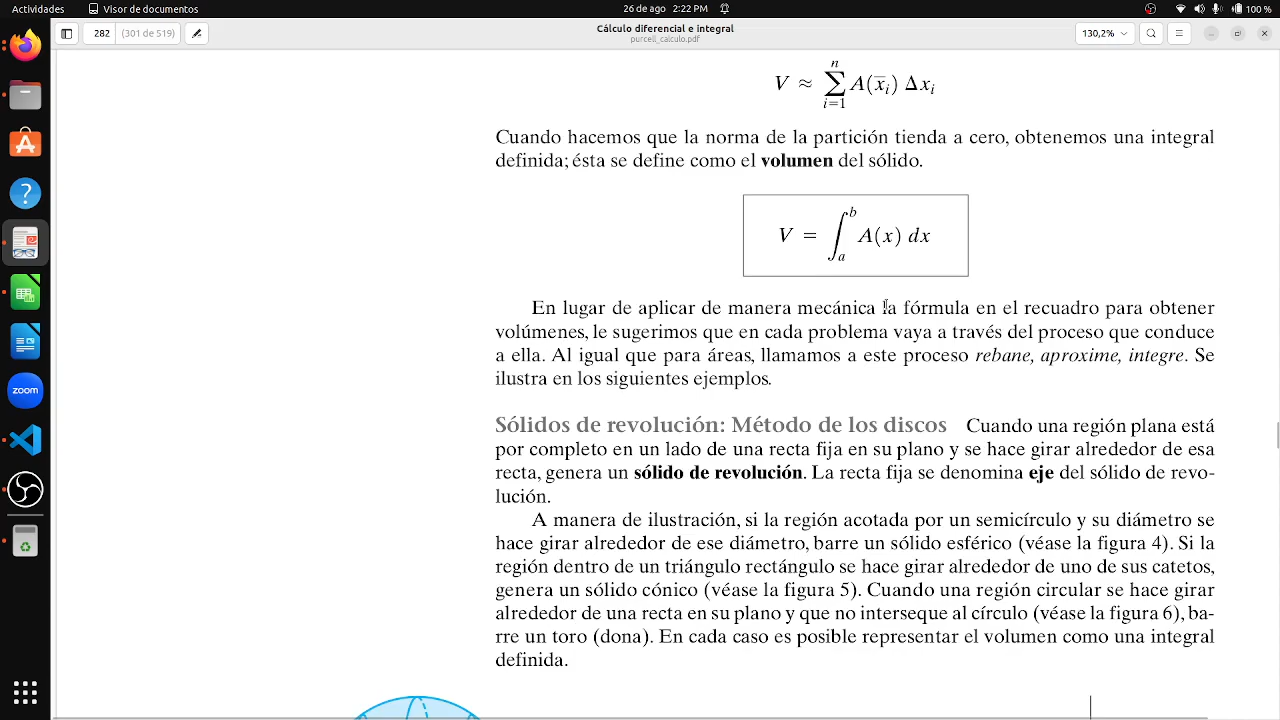 Actividades
Visor de documentos
26 de ago 2:22 PM
100 %
282
(301 de 519)
Cálculo diferencial e integral
purcell_calculo.pdf
130,2%
V ≈ ∑ⁿᵢ₌₁ A(x̄ᵢ) Δxᵢ
Cuando hacemos que la norma de la partición tienda a cero, obtenemos una integral
definida; ésta se define como el volumen del sólido.
V = ∫ₐᵇ A(x) dx
En lugar de aplicar de manera mecánica la fórmula en el recuadro para obtener
volúmenes, le sugerimos que en cada problema vaya a través del proceso que conduce
a ella. Al igual que para áreas, llamamos a este proceso rebane, aproxime, integre. Se
ilustra en los siguientes ejemplos.
Sólidos de revolución: Método de los discos Cuando una región plana está
por completo en un lado de una recta fija en su plano y se hace girar alrededor de esa
recta, genera un sólido de revolución. La recta fija se denomina eje del sólido de revo-
lución.
A manera de ilustración, si la región acotada por un semicírculo y su diámetro se
hace girar alrededor de ese diámetro, barre un sólido esférico (véase la figura 4). Si la
región dentro de un triángulo rectángulo se hace girar alrededor de uno de sus catetos,
genera un sólido cónico (véase la figura 5). Cuando una región circular se hace girar
alrededor de una recta en su plano y que no interseque al círculo (véase la figura 6), ba-
rre un toro (dona). En cada caso es posible representar el volumen como una integral
definida.
zoom